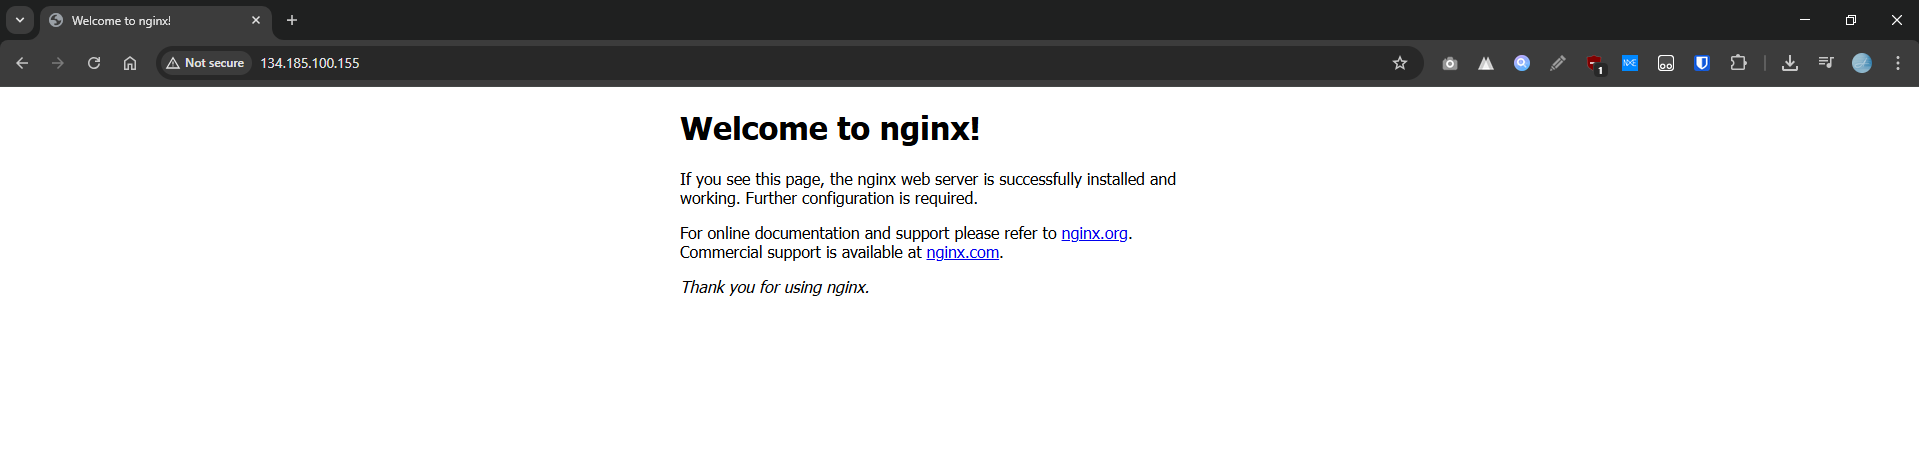 Welcome to nginx!
Not secure 134.185.100.155
1
Welcome to nginx!
If you see this page, the nginx web server is successfully installed and
working. Further configuration is required.
For online documentation and support please refer to nginx.org.
Commercial support is available at nginx.com.
Thank you for using nginx.